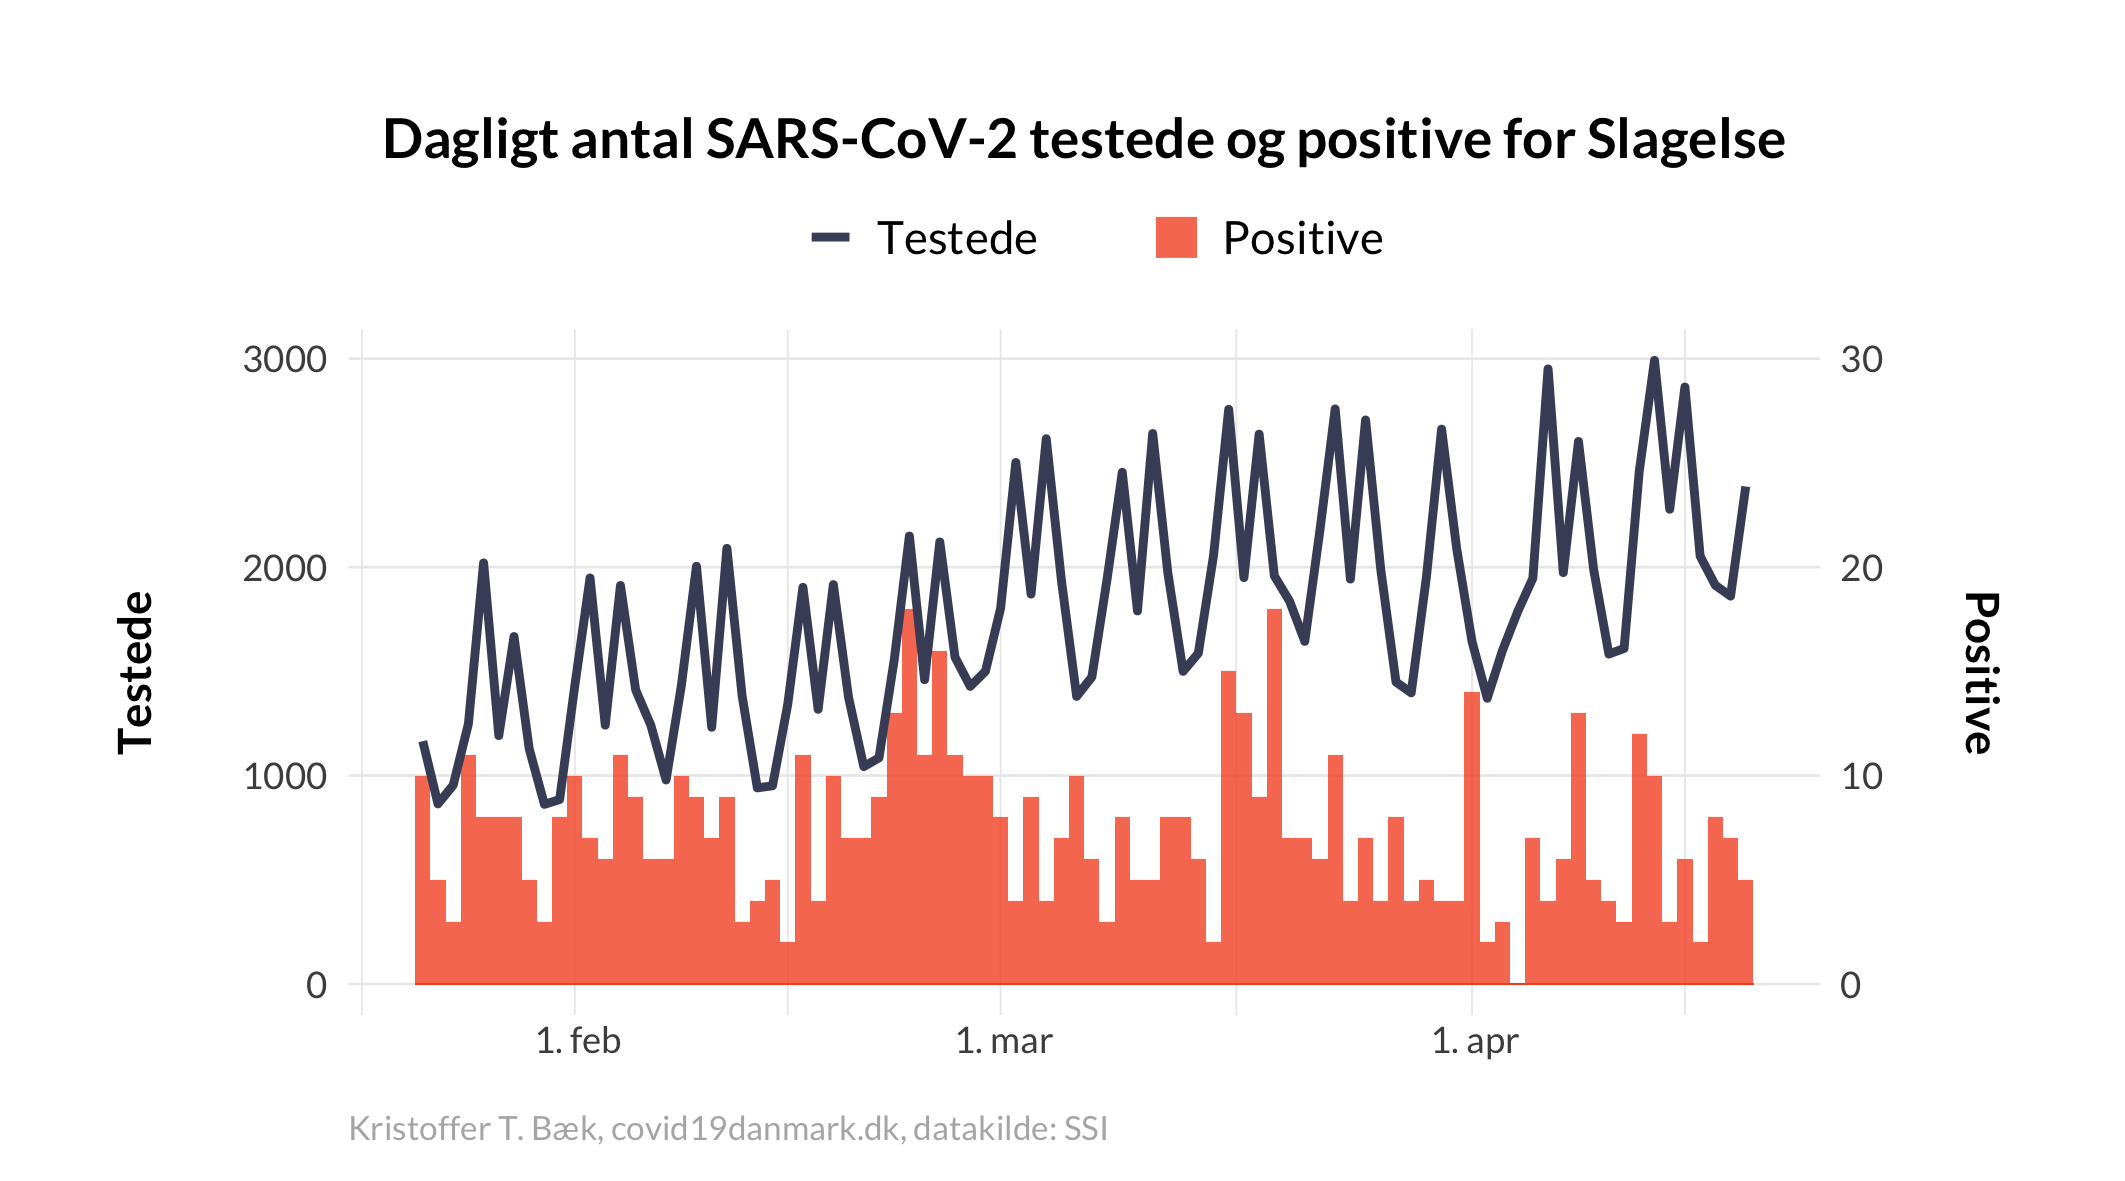 Dagligt antal SARS-CoV-2 testede og positive for Slagelse
Testede
Positive
3000
2000
1000
0
Testede
30
20
10
0
Positive
1. feb
1. mar
1. apr
Kristoffer T. Bæk, covid19danmark.dk, datakilde: SSI